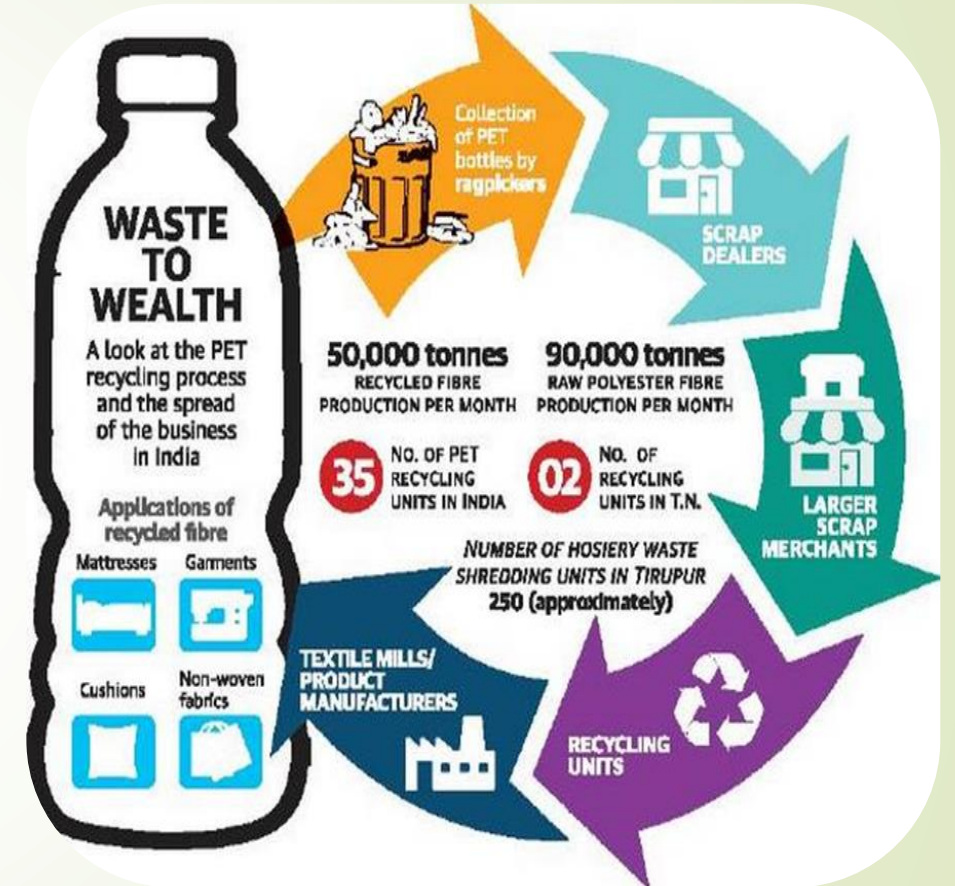 WASTE
TO
WEALTH
A look at the PET
recycling process
and the spread
of the business
in India
Applications of
recycled fibre
Mattresses
Garments
Cushions
Non-woven
fabrics
Collection
of PET
bottles by
ragpickers
SCRAP
DEALERS
LARGER
SCRAP
MERCHANTS
RECYCLING
UNITS
TEXTILE MILLS/
PRODUCT
MANUFACTURERS
50,000 tonnes
RECYCLED FIBRE
PRODUCTION PER MONTH
90,000 tonnes
RAW POLYESTER FIBRE
PRODUCTION PER MONTH
35
NO. OF PET
RECYCLING
UNITS IN INDIA
02
NO. OF
RECYCLING
UNITS IN T.N.
NUMBER OF HOSIERY WASTE
SHREDDING UNITS IN TIRUPUR
250 (approximately)